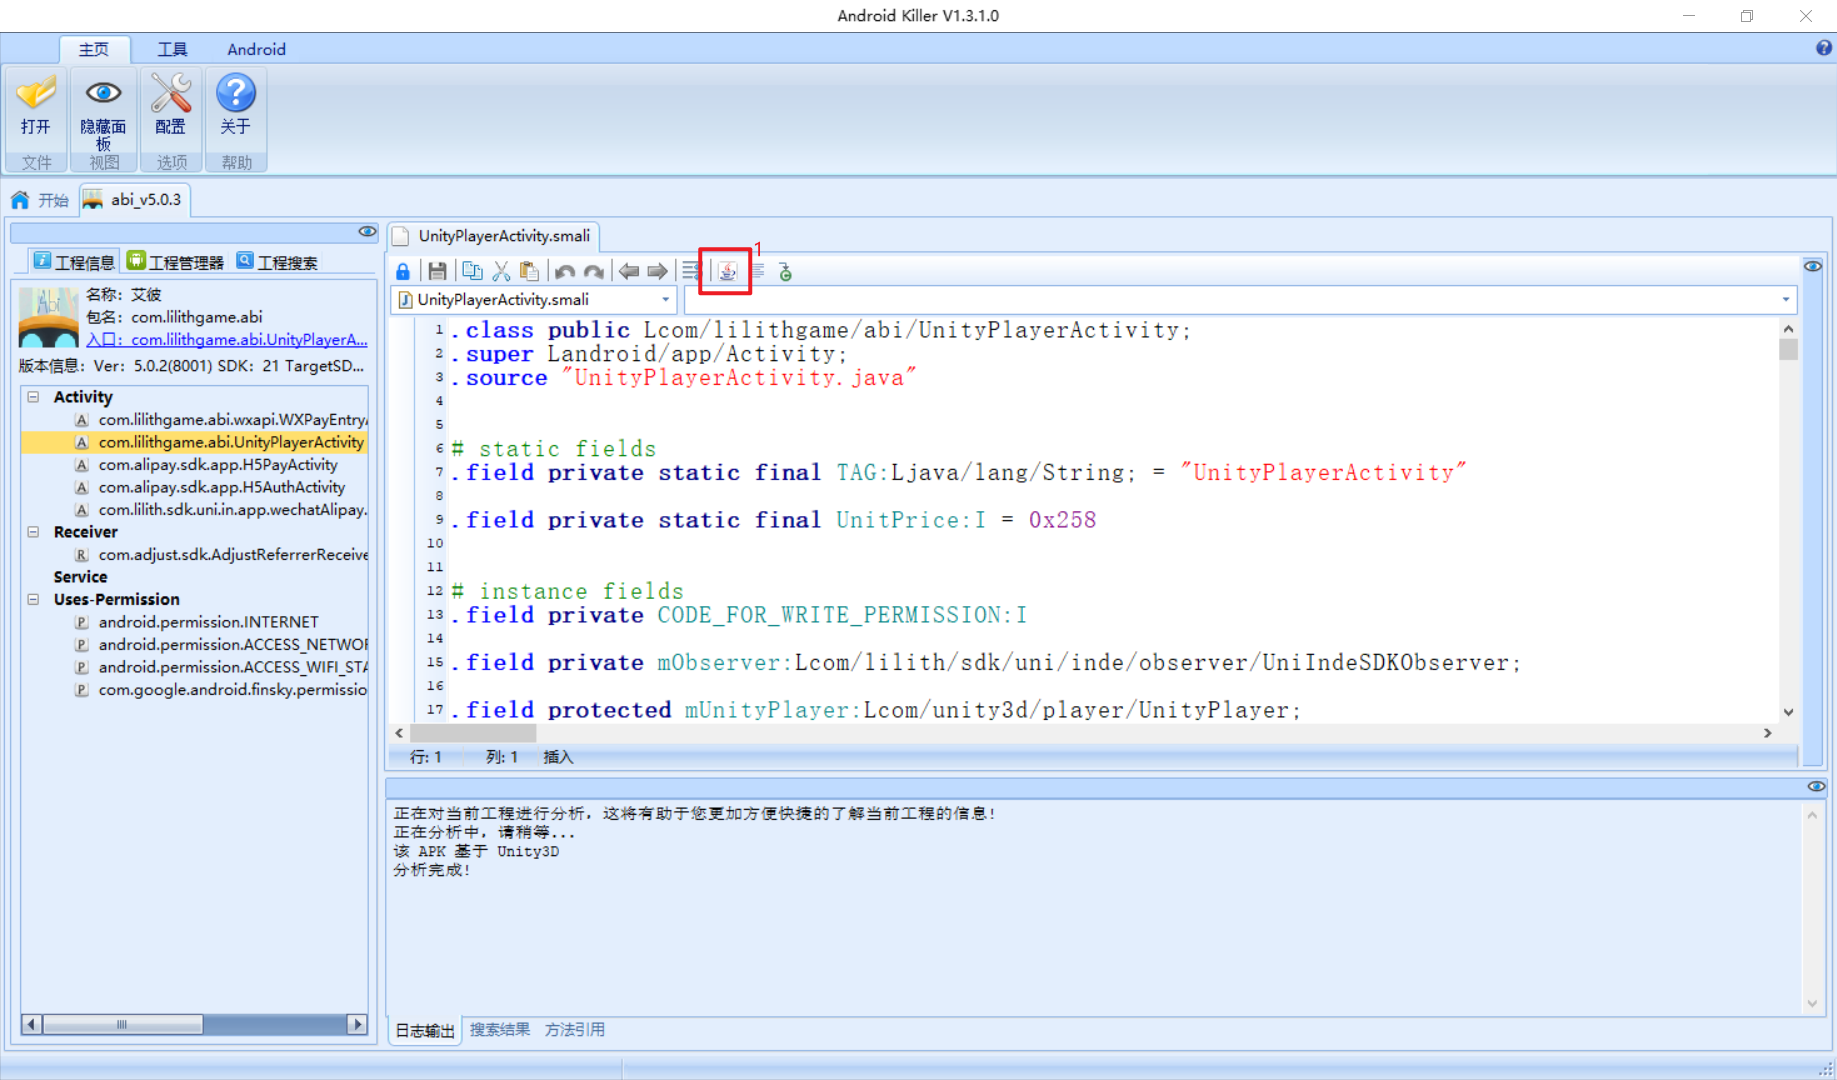 Android Killer V1.3.1.0
主页
工具
Android
打开
文件
隐藏面板
视图
配置
选项
关于
帮助
开始
abi_v5.0.3
工程信息
工程管理器
工程搜索
名称：艾彼
包名：com.lilithgame.abi
入口：com.lilithgame.abi.UnityPlayerA...
版本信息：Ver：5.0.2(8001) SDK：21 TargetSD...
Activity
com.lilithgame.abi.wxapi.WXPayEntry
com.lilithgame.abi.UnityPlayerActivity
com.alipay.sdk.app.H5PayActivity
com.alipay.sdk.app.H5AuthActivity
com.lilith.sdk.uni.in.app.wechatAlipay.
Receiver
com.adjust.sdk.AdjustReferrerReceive
Service
Uses-Permission
android.permission.INTERNET
android.permission.ACCESS_NETWOR
android.permission.ACCESS_WIFI_STA
com.google.android.finsky.permissio
UnityPlayerActivity.smali
1
UnityPlayerActivity.smali
1 .class public Lcom/lilithgame/abi/UnityPlayerActivity;
2 .super Landroid/app/Activity;
3 .source "UnityPlayerActivity.java"
4
5
6 # static fields
7 .field private static final TAG:Ljava/lang/String; = "UnityPlayerActivity"
8
9 .field private static final UnitPrice:I = 0x258
10
11
12 # instance fields
13 .field private CODE_FOR_WRITE_PERMISSION:I
14
15 .field private mObserver:Lcom/lilith/sdk/uni/inde/observer/UniIndeSDKObserver;
16
17 .field protected mUnityPlayer:Lcom/unity3d/player/UnityPlayer;
行: 1 列: 1 插入
正在对当前工程进行分析，这将有助于您更加方便快捷的了解当前工程的信息！
正在分析中，请稍等...
该 APK 基于 Unity3D
分析完成！
日志输出 搜索结果 方法引用